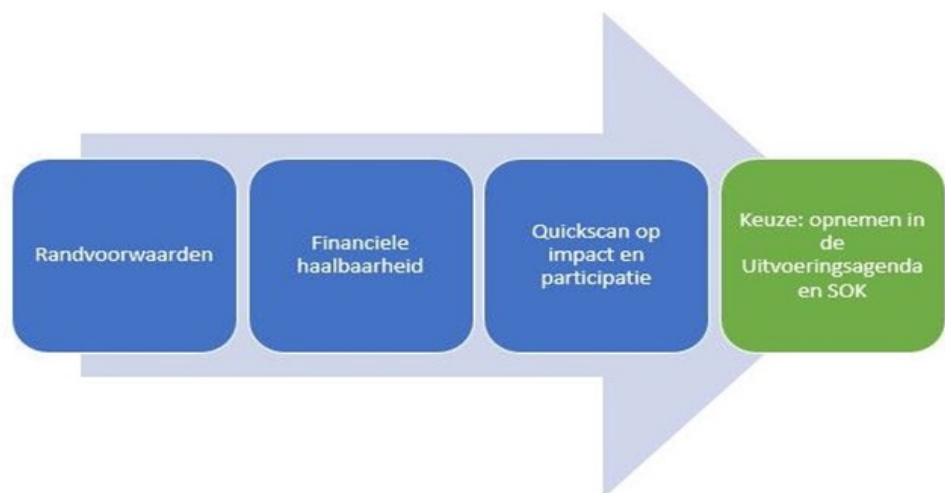 Randvoorwaarden
Financiele
haalbaarheid
Quickscan op
impact en
participatie
Keuze: opnemen in
de
Uitvoeringsagenda
en SOK